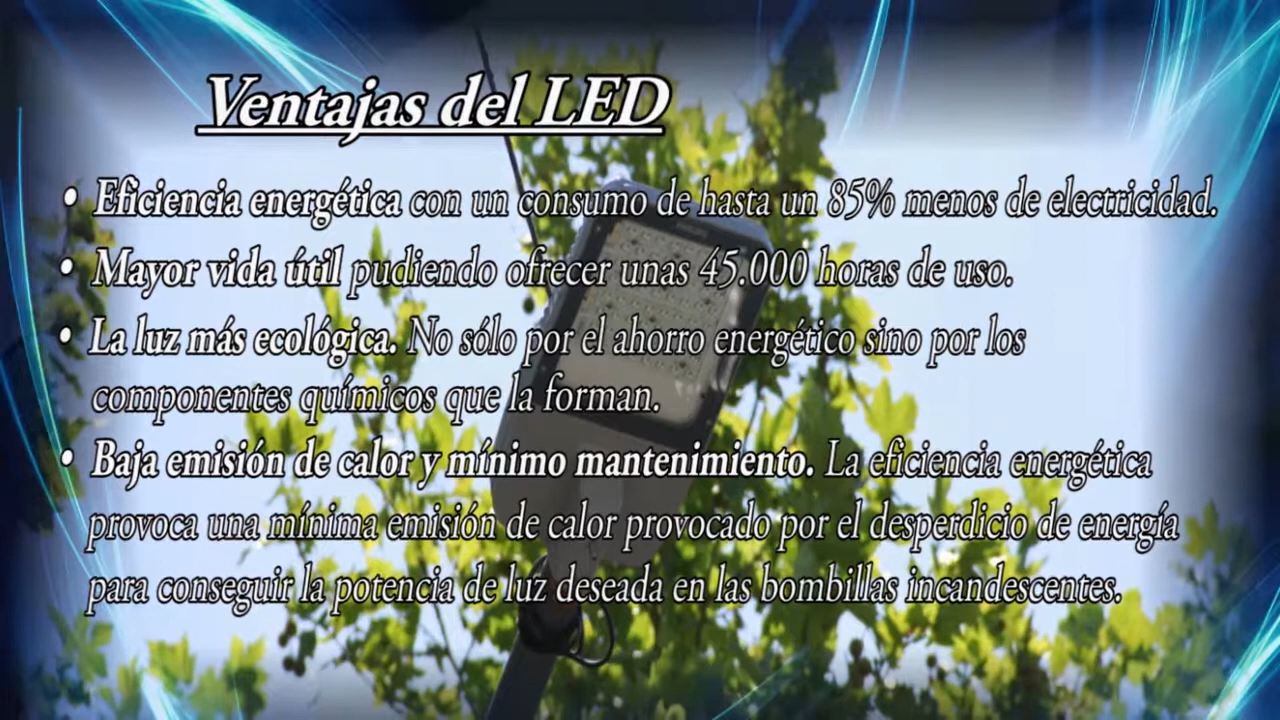 Ventajas del LED
• Eficiencia energética con un consumo de hasta un 85% menos de electricidad.
• Mayor vida útil pudiendo ofrecer unas 45.000 horas de uso.
• La luz más ecológica. No sólo por el ahorro energético sino por los
componentes químicos que la forman.
• Baja emisión de calor y mínimo mantenimiento. La eficiencia energética
provoca una mínima emisión de calor provocado por el desperdicio de energía
para conseguir la potencia de luz deseada en las bombillas incandescentes.